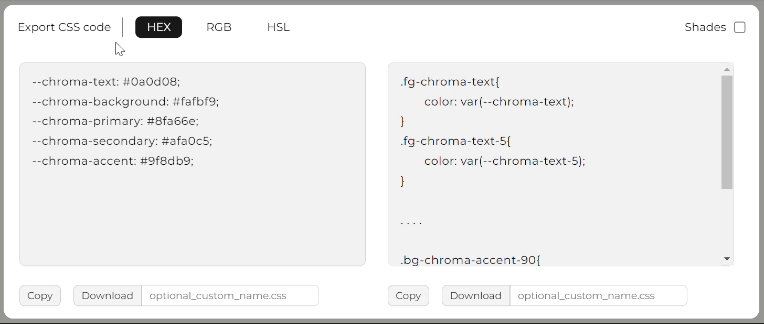 Export CSS code HEX RGB HSL Shades
--chroma-text: #0a0d08;
--chroma-background: #fafbf9;
--chroma-primary: #8fa66e;
--chroma-secondary: #afa0c5;
--chroma-accent: #9f8db9;
.fg-chroma-text{
color: var(--chroma-text);
}
.fg-chroma-text-5{
color: var(--chroma-text-5);
}
. . . .
.bg-chroma-accent-90{
Copy Download optional_custom_name.css
Copy Download optional_custom_name.css